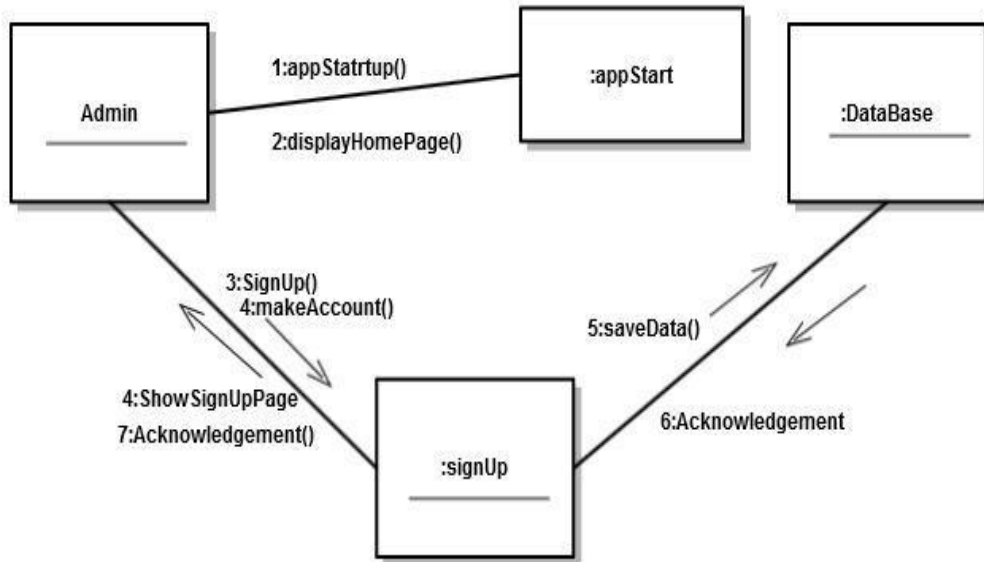 Admin
1:appStatrtup()
:appStart
:DataBase
2:displayHomePage()
3:SignUp()
4:makeAccount()
5:saveData()
4:ShowSignUpPage
7:Acknowledgement()
6:Acknowledgement
:signUp